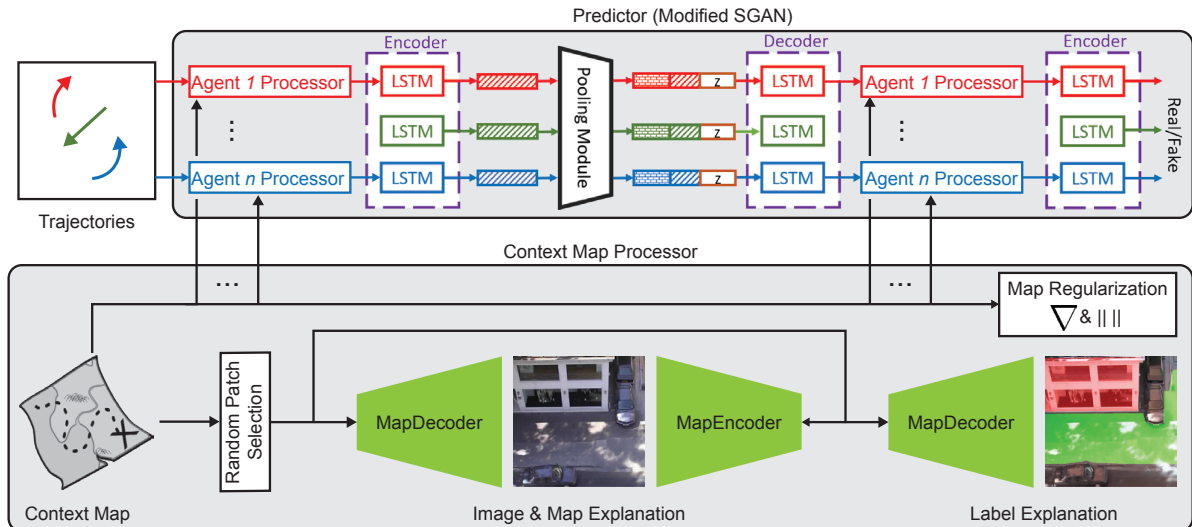 Predictor (Modified SGAN)
Encoder
Decoder
Encoder
Agent 1 Processor
LSTM
z
LSTM
Agent 1 Processor
LSTM
...
LSTM
Pooling Module
z
LSTM
...
LSTM
Real/Fake
Agent n Processor
LSTM
z
LSTM
Agent n Processor
LSTM
Trajectories
Context Map Processor
...
...
Map Regularization
▽ & || ||
Random Patch
Selection
MapDecoder
MapEncoder
MapDecoder
Context Map
Image & Map Explanation
Label Explanation